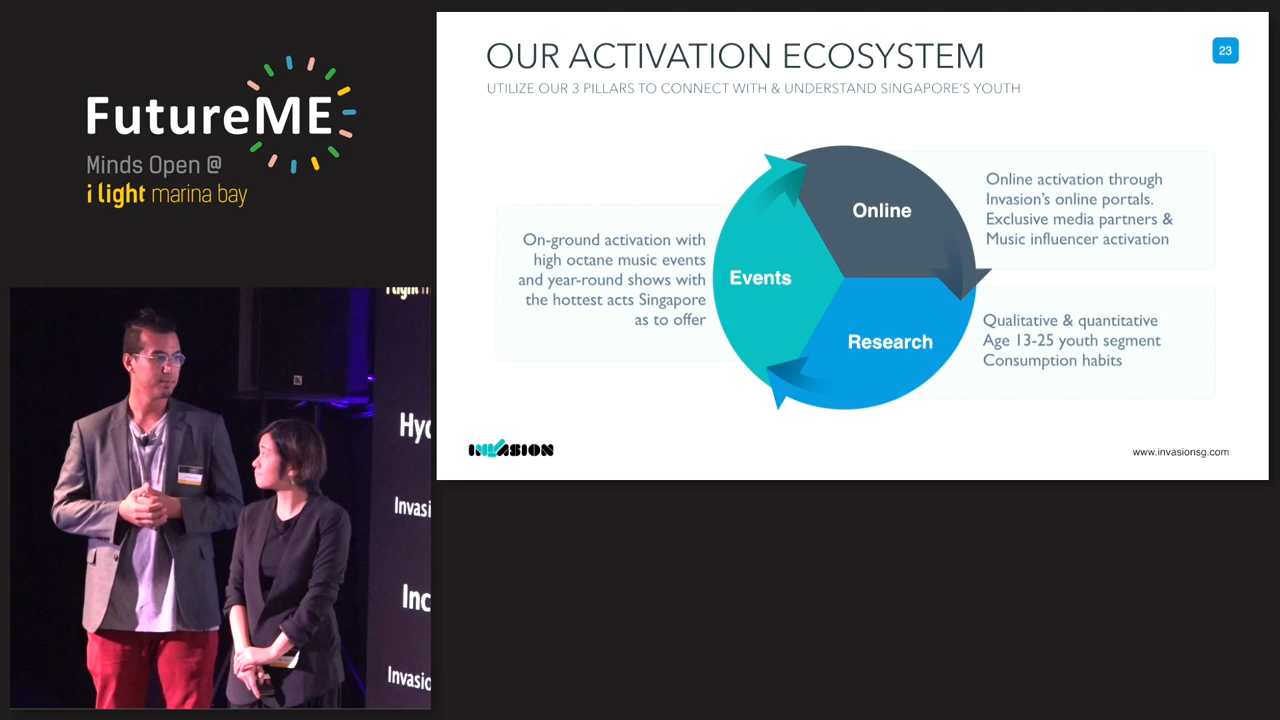 FutureME
Minds Open @
i light marina bay
OUR ACTIVATION ECOSYSTEM
23
UTILIZE OUR 3 PILLARS TO CONNECT WITH & UNDERSTAND SINGAPORE'S YOUTH
Online
Online activation through
Invasion's online portals.
Exclusive media partners &
Music influencer activation
On-ground activation with
high octane music events
and year-round shows with
the hottest acts Singapore
as to offer
Events
Research
Qualitative & quantitative
Age 13-25 youth segment
Consumption habits
INVASION
www.invasionsg.com